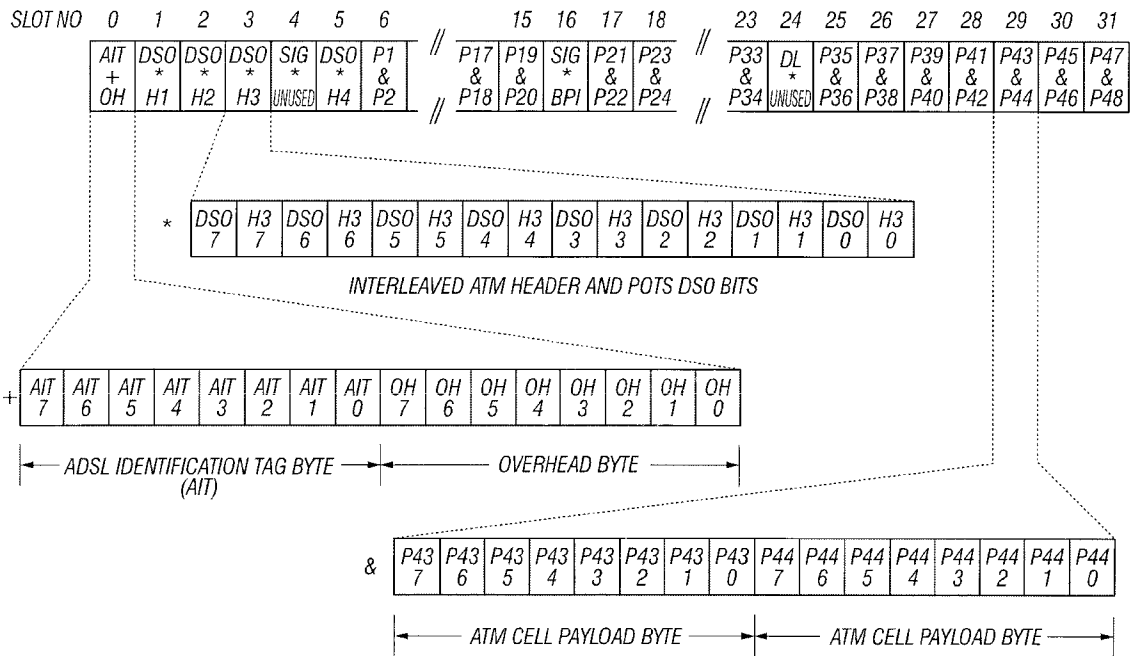 SLOT NO 0 1 2 3 4 5 6 15 16 17 18 23 24 25 26 27 28 29 30 31
AIT DSO DSO DSO SIG DSO P1 // P17 P19 SIG P21 P23 // P33 DL P35 P37 P39 P41 P43 P45 P47
+ * * * * * & & & * & & & * & & & & & & &
OH H1 H2 H3 UNUSED H4 P2 // P18 P20 BPI P22 P24 // P34 UNUSED P36 P38 P40 P42 P44 P46 P48
* DSO H3 DSO H3 DSO H3 DSO H3 DSO H3 DSO H3 DSO H3 DSO H3
7 7 6 6 5 5 4 4 3 3 2 2 1 1 0 0
INTERLEAVED ATM HEADER AND POTS DSO BITS
+ AIT AIT AIT AIT AIT AIT AIT AIT OH OH OH OH OH OH OH OH
7 6 5 4 3 2 1 0 7 6 5 4 3 2 1 0
ADSL IDENTIFICATION TAG BYTE OVERHEAD BYTE
(AIT)
& P43 P43 P43 P43 P43 P43 P43 P43 P44 P44 P44 P44 P44 P44 P44 P44
7 6 5 4 3 2 1 0 7 6 5 4 3 2 1 0
ATM CELL PAYLOAD BYTE ATM CELL PAYLOAD BYTE